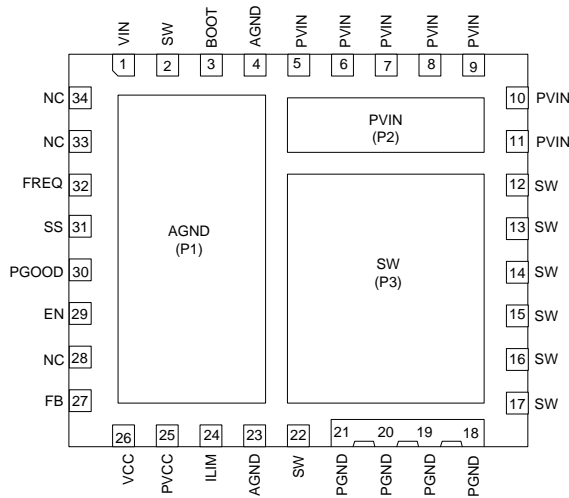 VIN SW BOOT AGND PVIN PVIN PVIN PVIN PVIN
1 2 3 4 5 6 7 8 9
NC 34
NC 33
FREQ 32
SS 31
PGOOD 30
EN 29
NC 28
FB 27
AGND
(P1)
PVIN
(P2)
SW
(P3)
10 PVIN
11 PVIN
12 SW
13 SW
14 SW
15 SW
16 SW
17 SW
26 25 24 23 22 21 20 19 18
VCC PVCC ILIM AGND SW PGND PGND PGND PGND